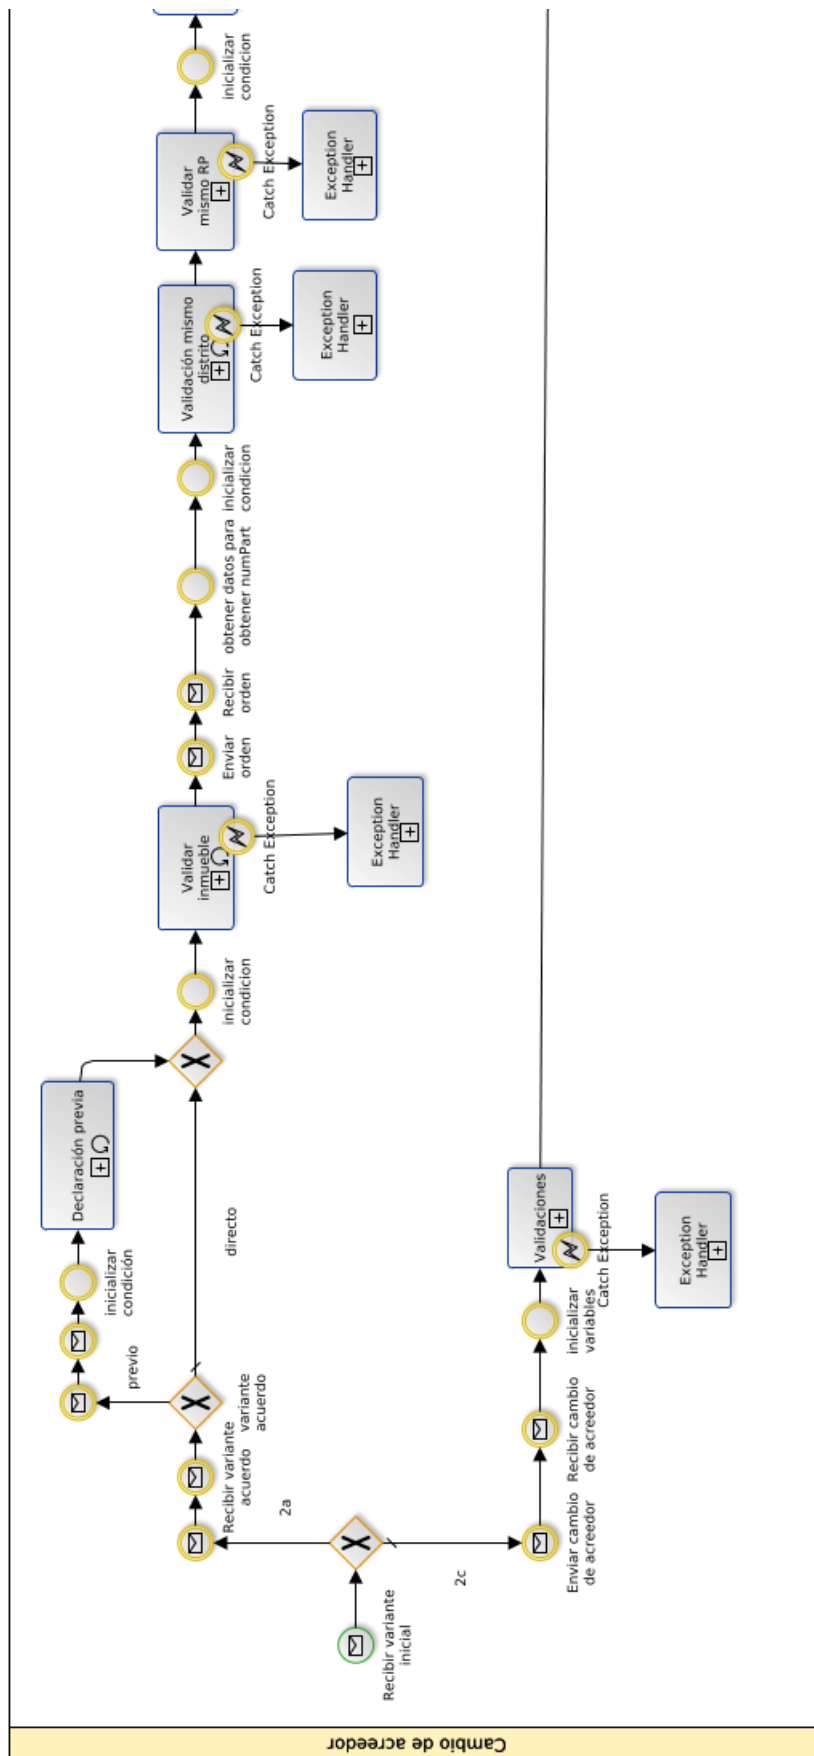 Cambio de acreedor
Recibir variante
inicial
2a
2c
Recibir variante
acuerdo
variante
acuerdo
previo
directo
inicializar
condición
Declaración previa
inicializar
condicion
Validar
inmueble
Catch Exception
Exception
Handler
Enviar
orden
Recibir
orden
obtener datos para
obtener numPart
inicializar
condicion
Validación mismo
distrito
Catch Exception
Exception
Handler
Validar
mismo RP
Catch Exception
Exception
Handler
inicializar
condicion
Enviar cambio
de acreedor
Recibir cambio
de acreedor
inicializar
variables
Validaciones
Catch Exception
Exception
Handler